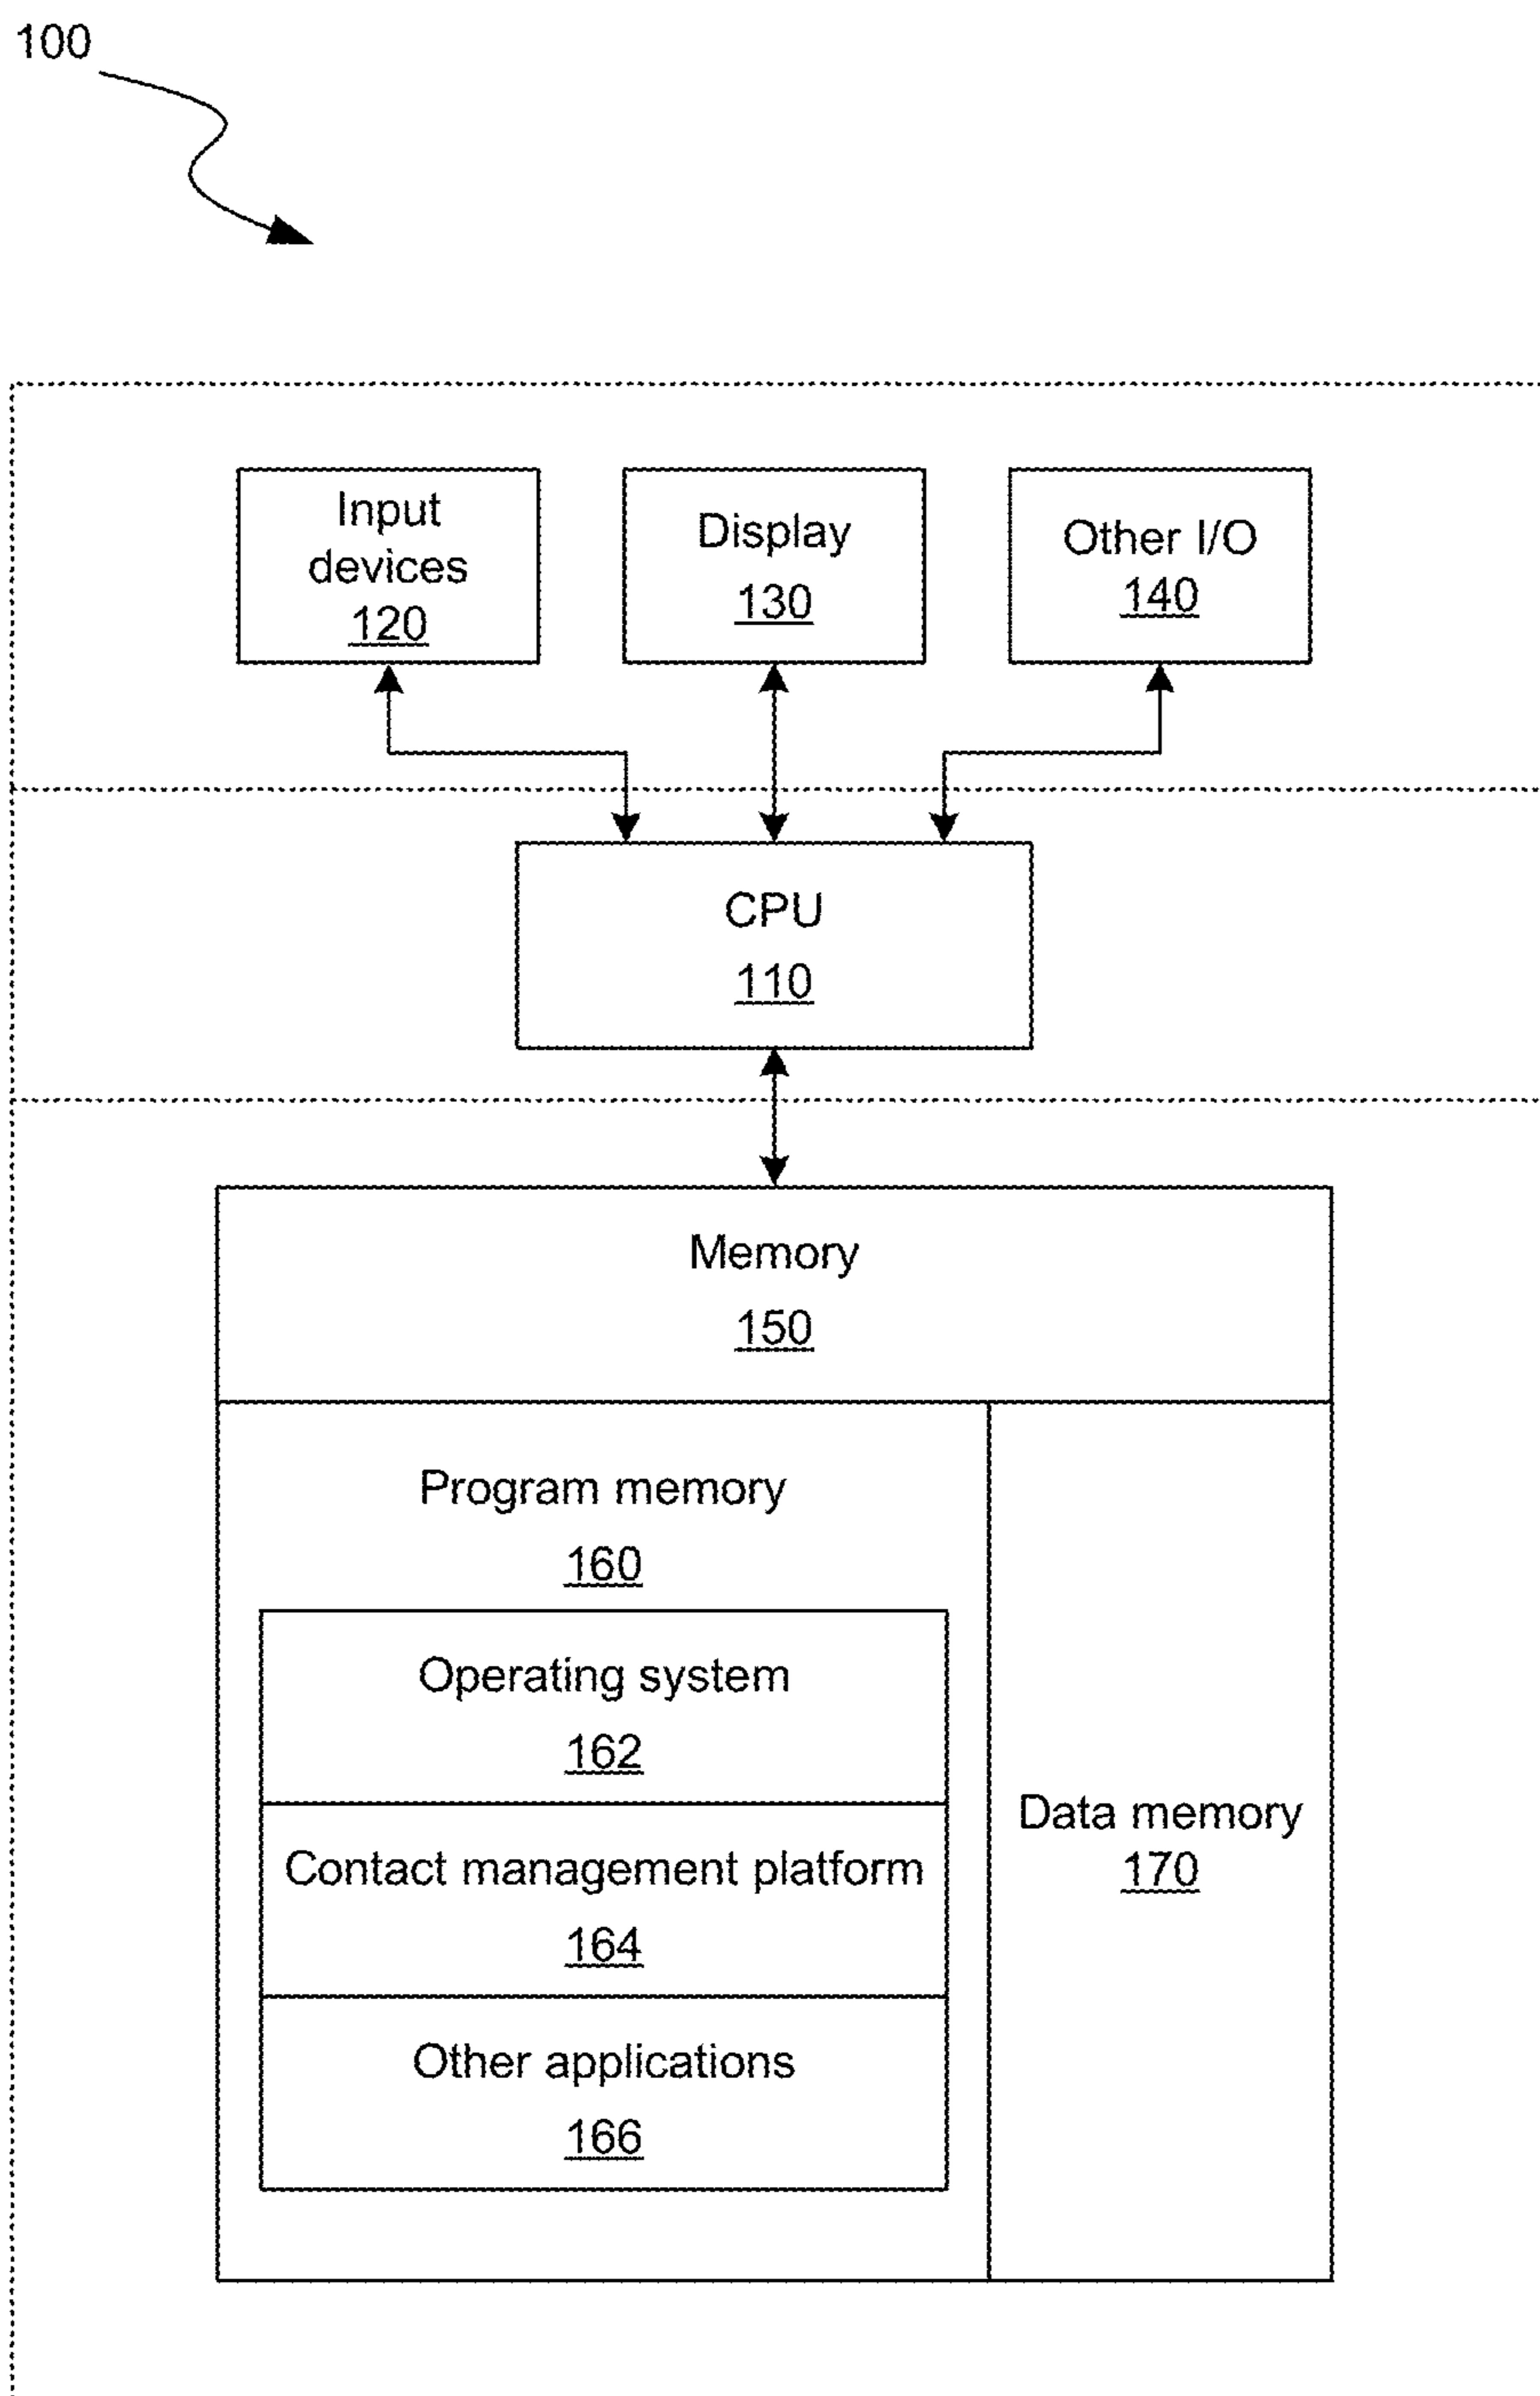 100
Input
devices
120
Display
130
Other I/O
140
CPU
110
Memory
150
Program memory
160
Operating system
162
Contact management platform
164
Other applications
166
Data memory
170